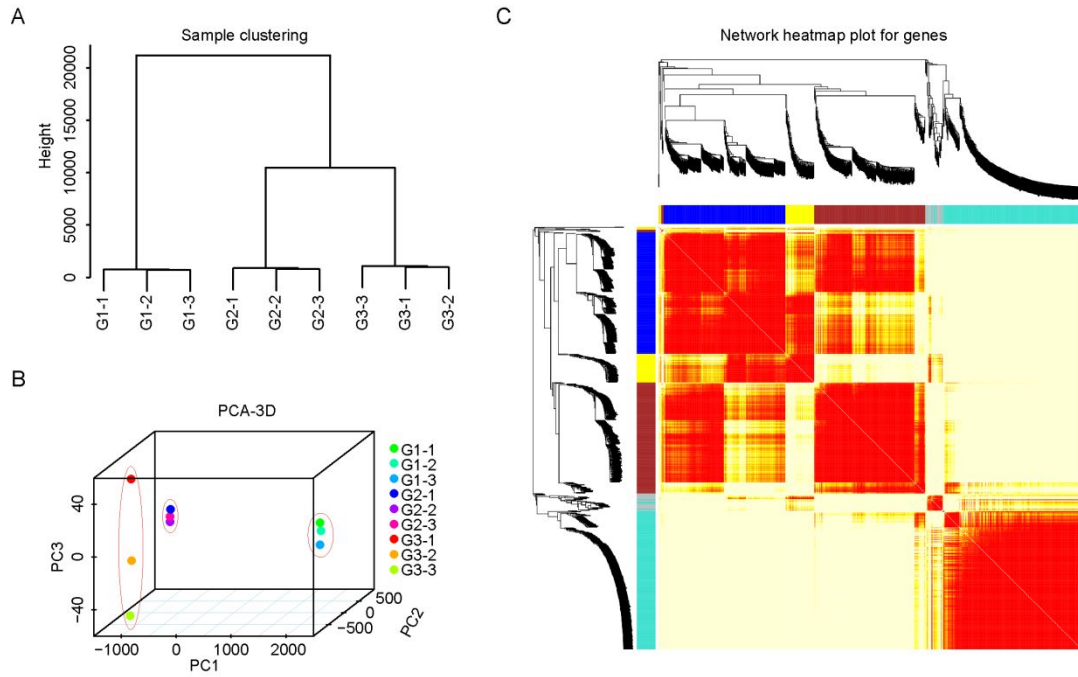 A
Sample clustering
Height
20000
15000
10000
5000
0
G1-1
G1-2
G1-3
G2-1
G2-2
G2-3
G3-3
G3-1
G3-2
B
PCA-3D
PC3
40
0
-40
-1000
0
1000
2000
PC1
-500
0
500
PC2
G1-1
G1-2
G1-3
G2-1
G2-2
G2-3
G3-1
G3-2
G3-3
C
Network heatmap plot for genes